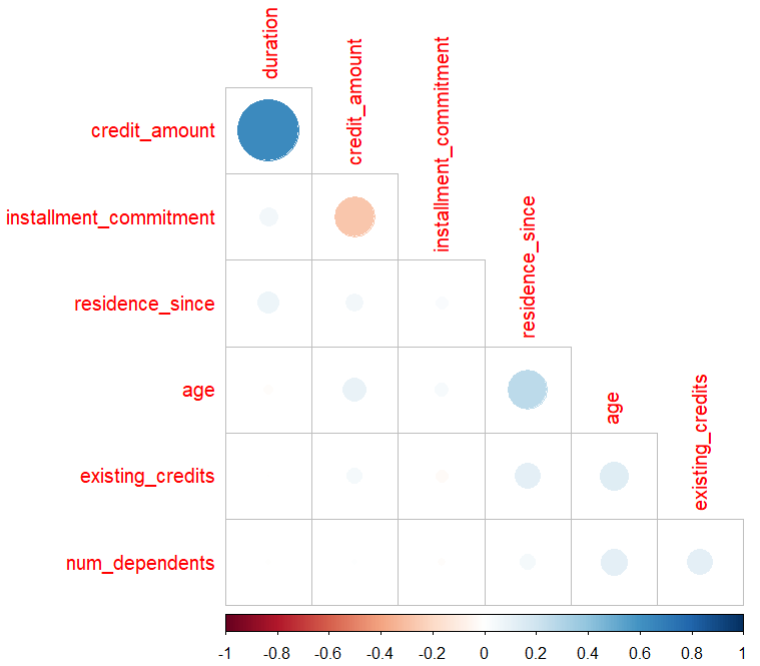 duration
credit_amount
installment_commitment
residence_since
age
existing_credits
credit_amount
installment_commitment
residence_since
age
existing_credits
num_dependents
-1 -0.8 -0.6 -0.4 -0.2 0 0.2 0.4 0.6 0.8 1